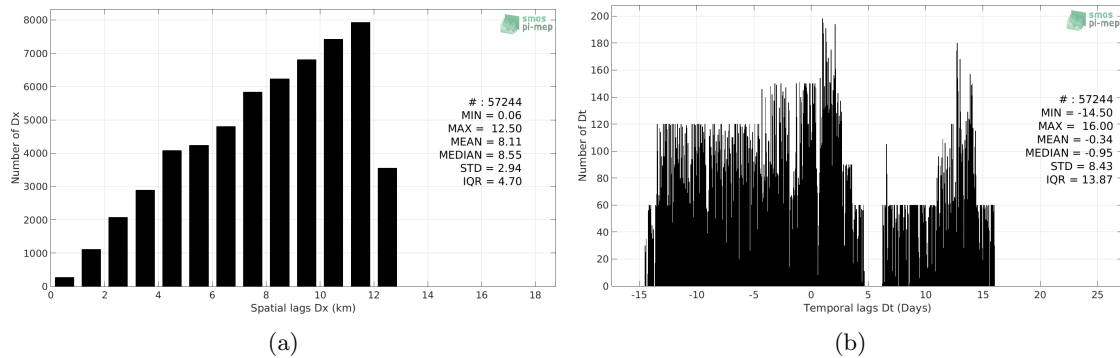 8000
7000
6000
5000
4000
3000
2000
1000
0
Number of Dx
0 2 4 6 8 10 12 14 16 18
Spatial lags Dx (km)
smos
pi-mep
# : 57244
MIN = 0.06
MAX = 12.50
MEAN = 8.11
MEDIAN = 8.55
STD = 2.94
IQR = 4.70
(a)
200
180
160
140
120
100
80
60
40
20
0
Number of Dt
-15 -10 -5 0 5 10 15 20 25
Temporal lags Dt (Days)
smos
pi-mep
# : 57244
MIN = -14.50
MAX = 16.00
MEAN = -0.34
MEDIAN = -0.95
STD = 8.43
IQR = 13.87
(b)